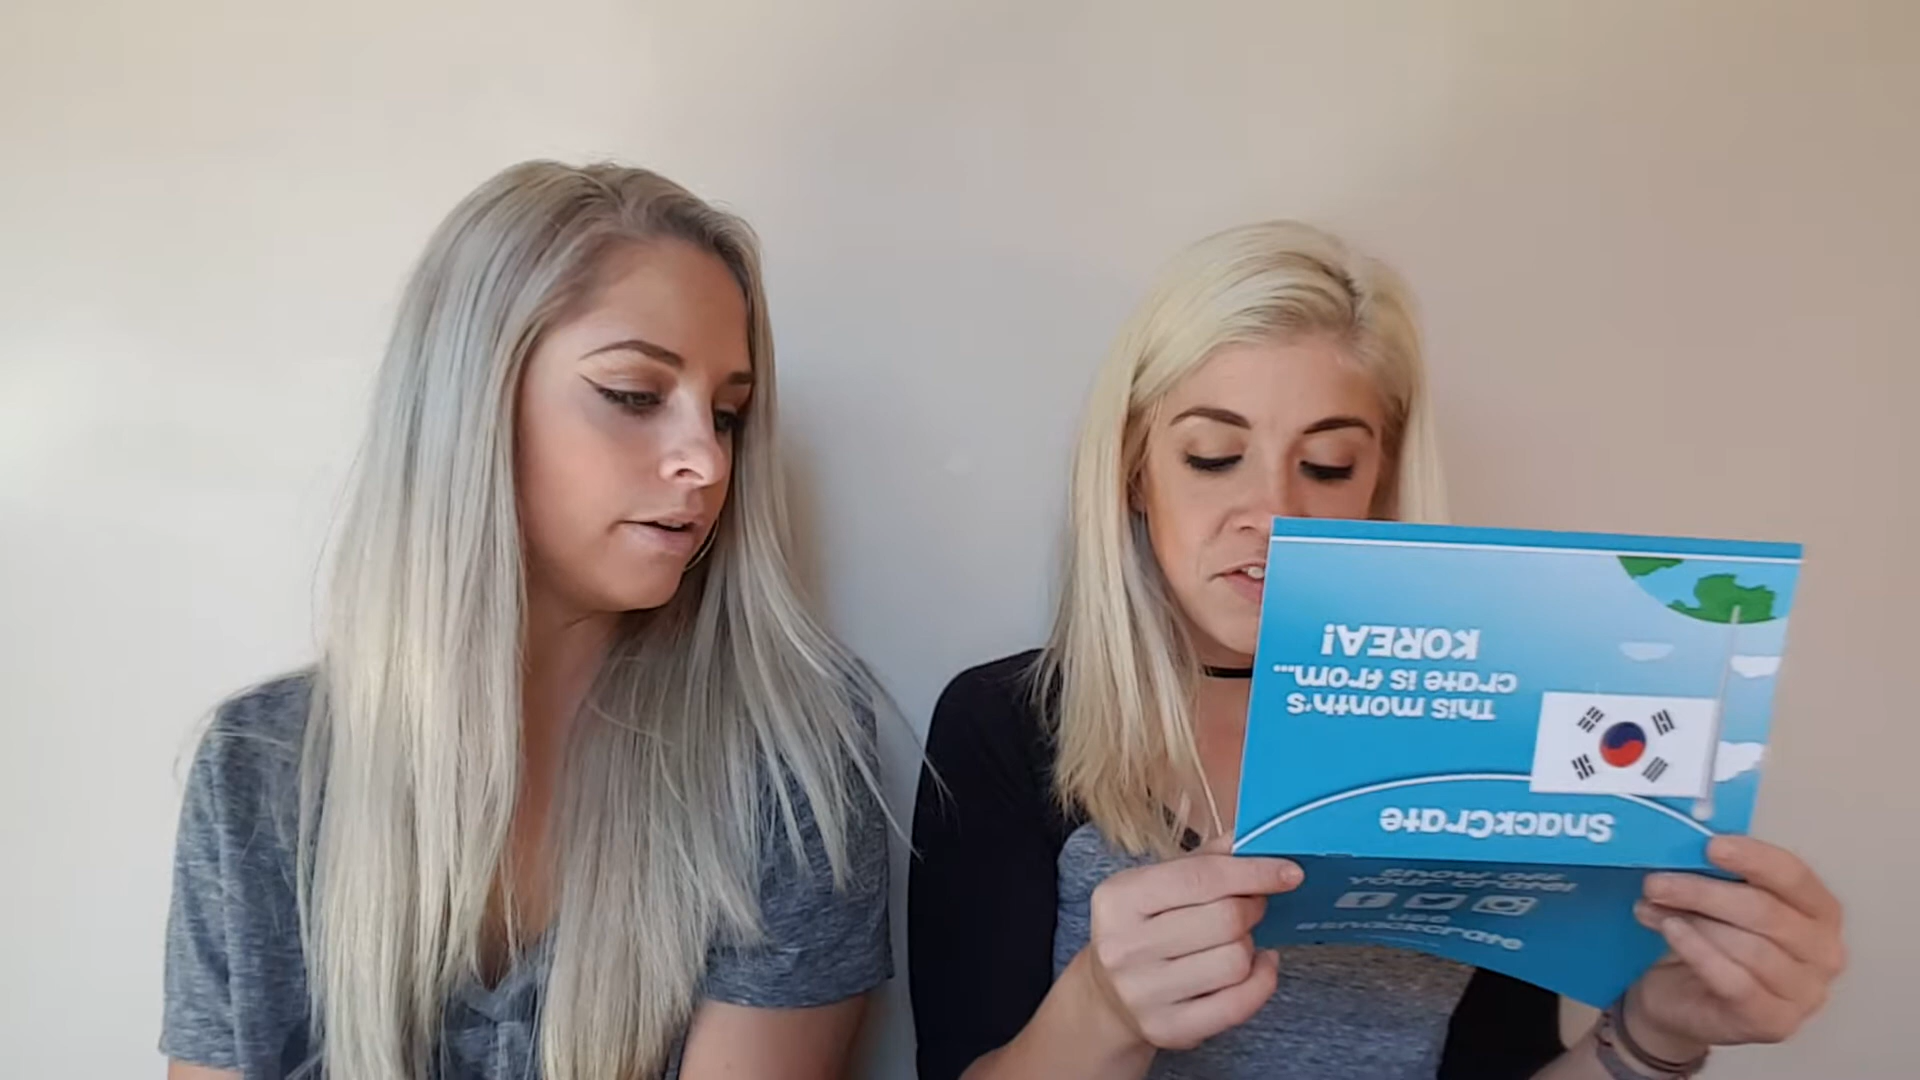 SnackCrate
This month's
crate is from...
KOREA!
Show off
your crate!
use
#snackcrate